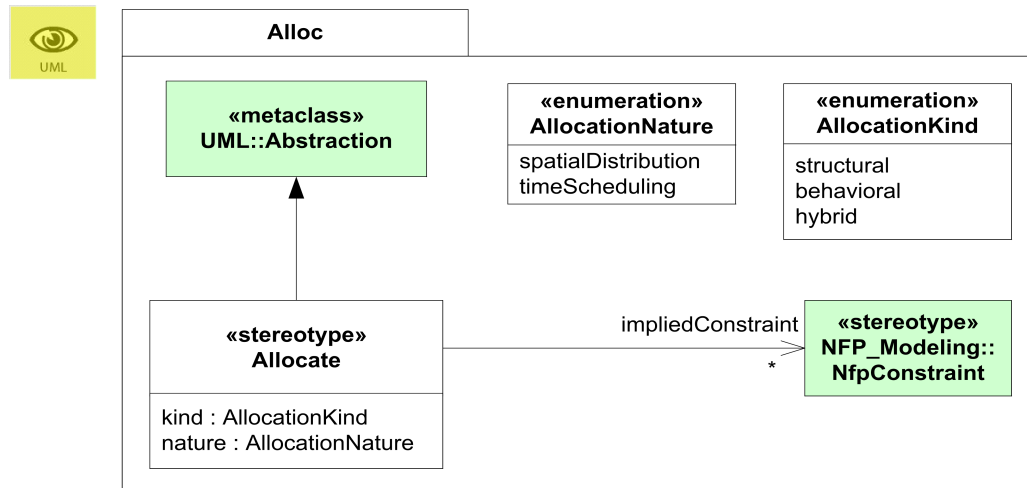 UML
Alloc
«metaclass»
UML::Abstraction
«enumeration»
AllocationNature
spatialDistribution
timeScheduling
«enumeration»
AllocationKind
structural
behavioral
hybrid
«stereotype»
Allocate
kind : AllocationKind
nature : AllocationNature
impliedConstraint
*
«stereotype»
NFP_Modeling::
NfpConstraint